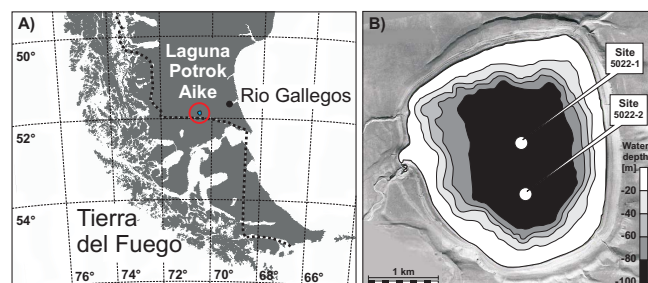 A)
50°
52°
54°
Laguna
Potrok
Aike
Rio Gallegos
Tierra
del Fuego
76°
74°
72°
70°
68°
66°
B)
Site
5022-1
Site
5022-2
Water
depth
[m]
-20
-40
-60
-80
-100
1 km